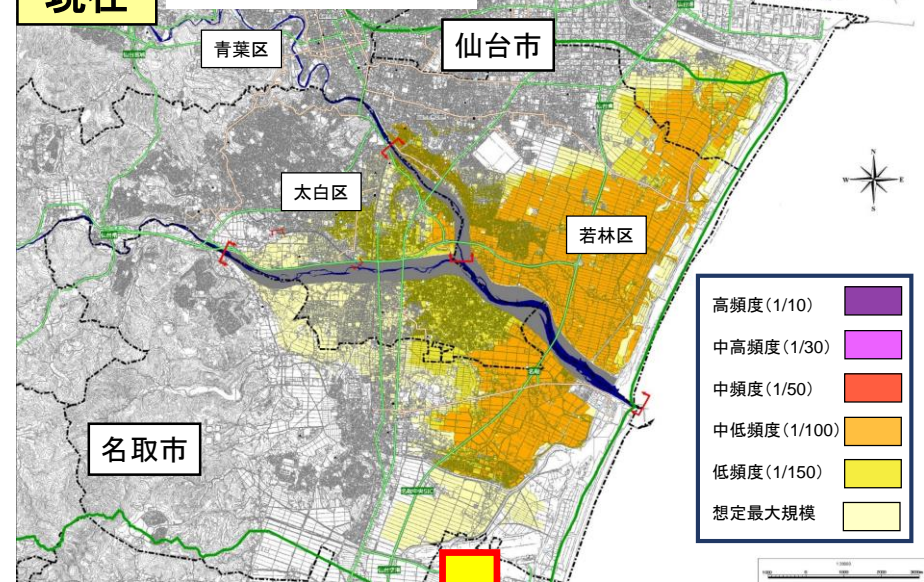 現在
仙台市
青葉区
太白区
若林区
名取市
N
W
E
S
高頻度(1/10)
中高頻度(1/30)
中頻度(1/50)
中低頻度(1/100)
低頻度(1/150)
想定最大規模